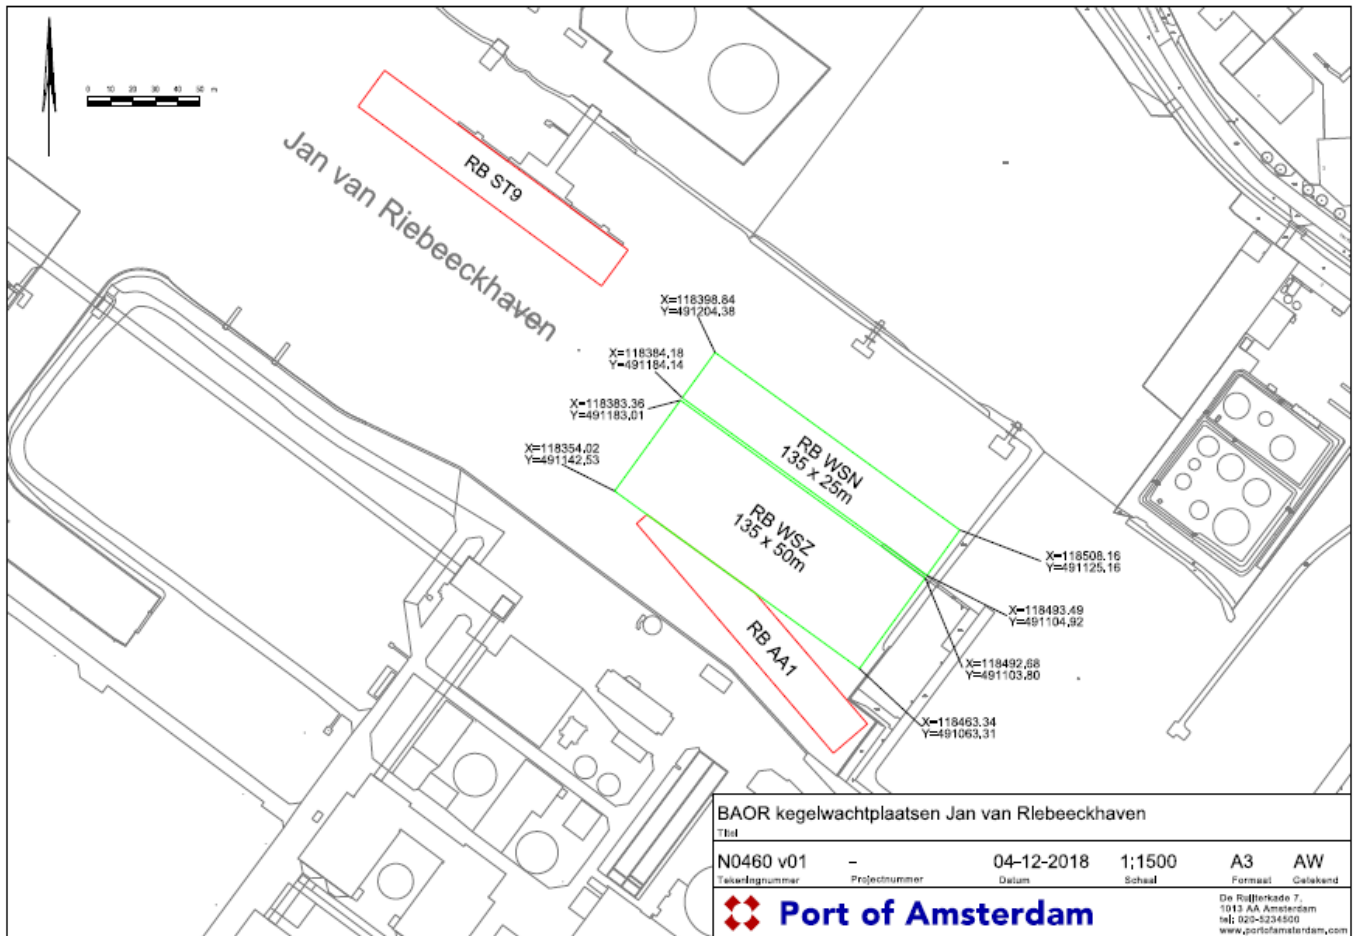 0 10 20 30 40 50 m
Jan van Riebeeckhaven
RB ST9
X=118398.84
Y=491204.38
X=118384.18
Y=491184.14
X=118383.36
Y=491183.01
X=118354.02
Y=491142.53
RB WSN
135 x 25m
RB WSZ
135 x 50m
RB AA1
X=118508.16
Y=491125.16
X=118493.49
Y=491104.92
X=118492.68
Y=491103.80
X=118463.34
Y=491063.31
BAOR kegelwachtplaatsen Jan van Riebeeckhaven
Titel
N0460 v01 - 04-12-2018 1:1500 A3 AW
Tekeningnummer Projectnummer Datum Schaal Formaat Getekend
Port of Amsterdam
De Ruijterkade 7,
1013 AA Amsterdam
tel: 020-5234500
www.portofamsterdam.com